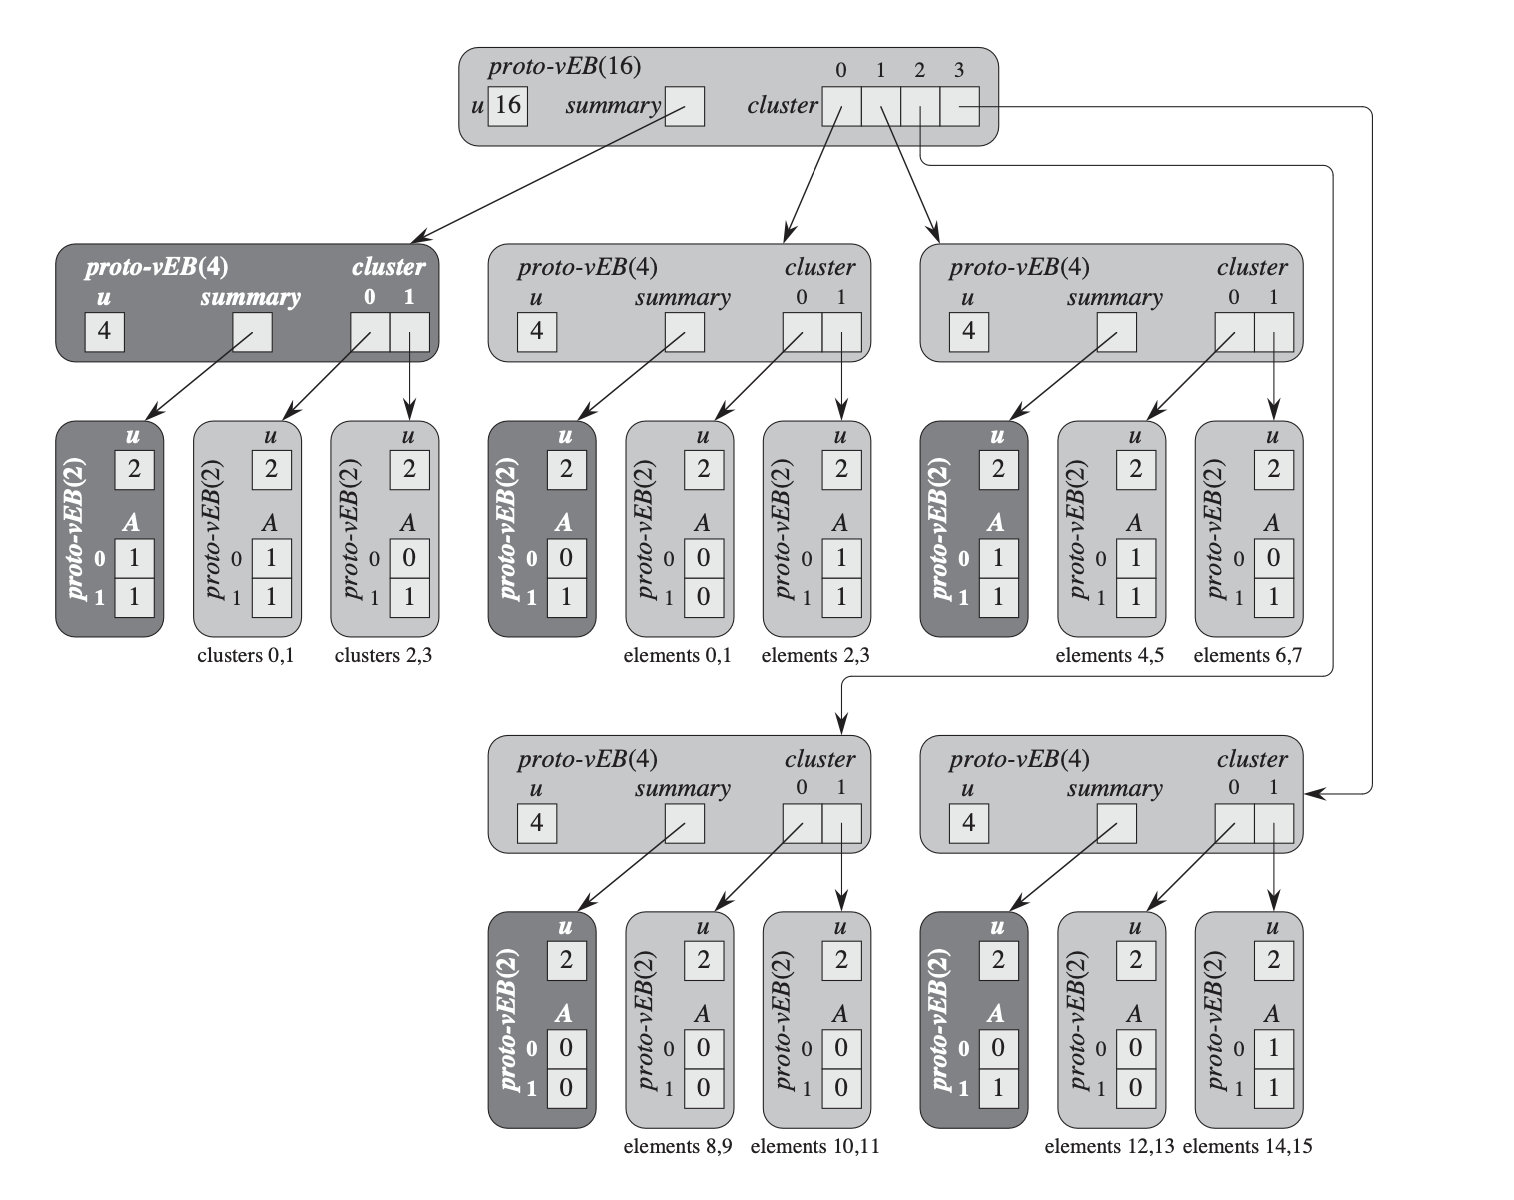 proto-vEB(16)
0 1 2 3
u 16 summary cluster
proto-vEB(4) cluster
u summary 0 1
4
proto-vEB(4) cluster
u summary 0 1
4
proto-vEB(4) cluster
u summary 0 1
4
proto-vEB(2)
u
2
A
0 1
1 1
proto-vEB(2)
u
2
A
0 1
1 1
clusters 0,1
proto-vEB(2)
u
2
A
0 0
1 1
clusters 2,3
proto-vEB(2)
u
2
A
0 0
1 1
proto-vEB(2)
u
2
A
0 0
1 0
elements 0,1
proto-vEB(2)
u
2
A
0 1
1 1
elements 2,3
proto-vEB(2)
u
2
A
0 1
1 1
proto-vEB(2)
u
2
A
0 1
1 1
elements 4,5
proto-vEB(2)
u
2
A
0 0
1 1
elements 6,7
proto-vEB(4) cluster
u summary 0 1
4
proto-vEB(4) cluster
u summary 0 1
4
proto-vEB(2)
u
2
A
0 0
1 0
proto-vEB(2)
u
2
A
0 0
1 0
elements 8,9
proto-vEB(2)
u
2
A
0 0
1 0
elements 10,11
proto-vEB(2)
u
2
A
0 0
1 1
proto-vEB(2)
u
2
A
0 0
1 0
elements 12,13
proto-vEB(2)
u
2
A
0 1
1 1
elements 14,15